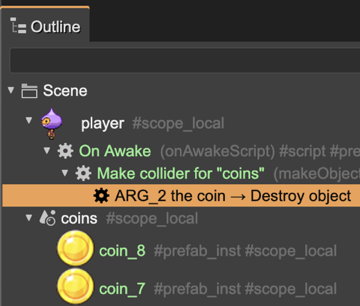 Outline
Scene
player #scope_local
On Awake (onAwakeScript) #script #pre
Make collider for "coins" (makeObject
ARG_2 the coin → Destroy object
coins #scope_local
coin_8 #prefab_inst #scope_local
coin_7 #prefab_inst #scope_local